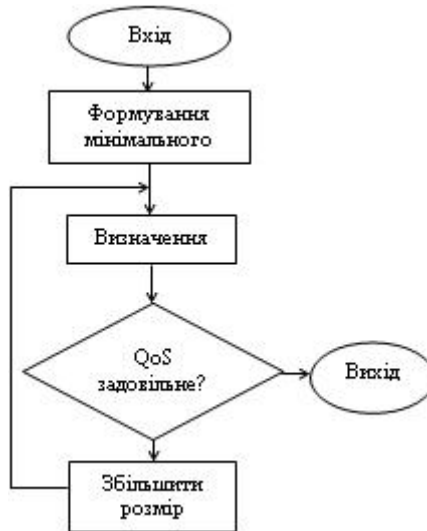 Вхід
Формування
мінімального
Визначення
QoS
задовільне?
Вихід
Збільшити
розмір